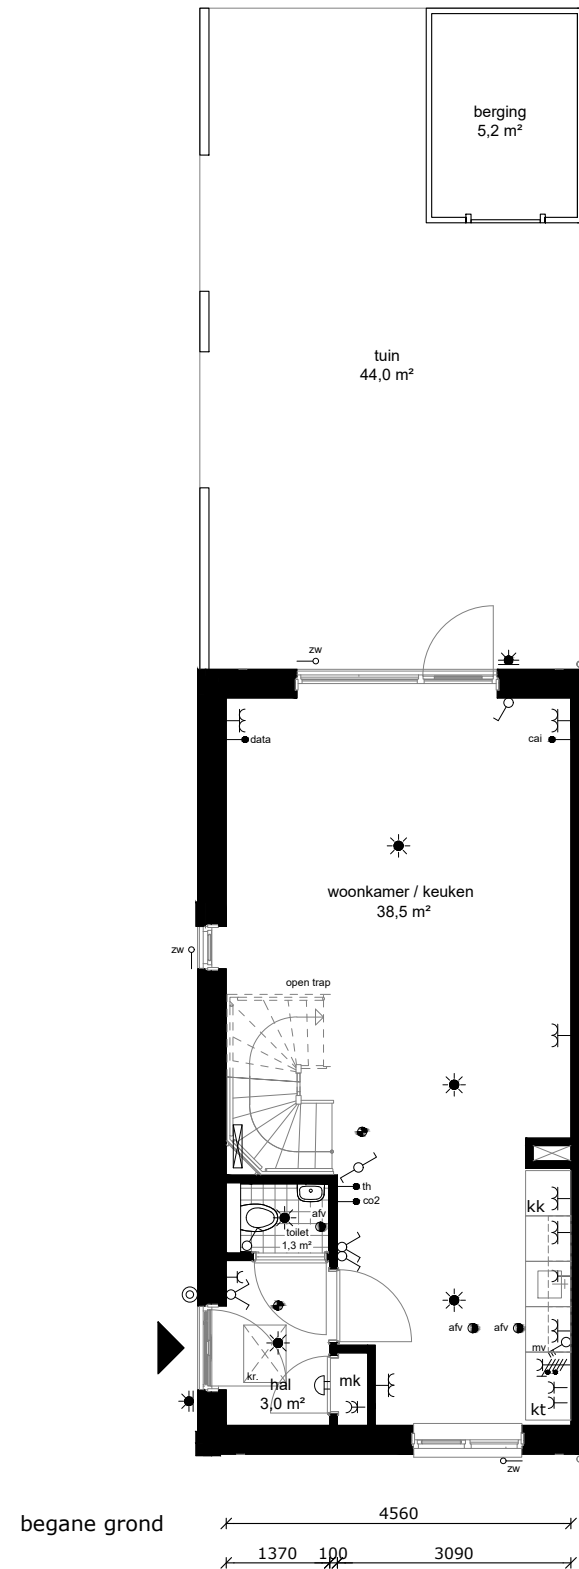 berging
5,2 m²
tuin
44,0 m²
zw
data
cai
woonkamer / keuken
38,5 m²
zw
open trap
th
co2
afv
toilet
1,3 m²
kk
afv
afv
mv
kr.
hal
3,0 m²
mk
kt
zw
begane grond
4560
1370 100 3090